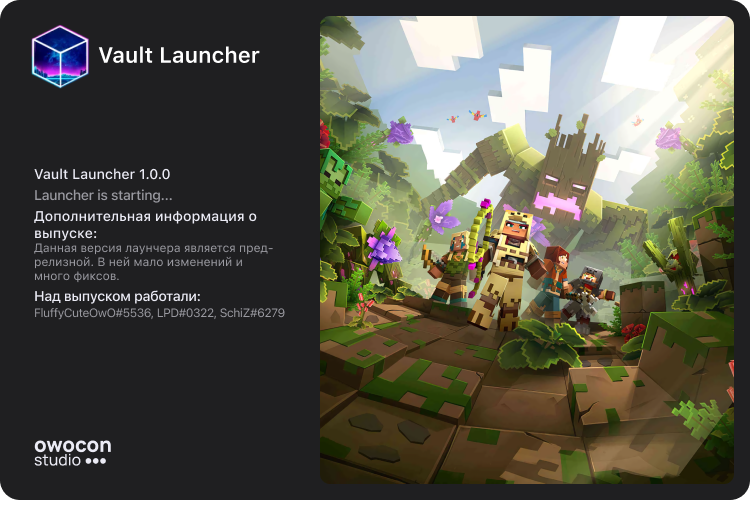 Vault Launcher
Vault Launcher 1.0.0
Launcher is starting...
Дополнительная информация о
выпуске:
Данная версия лаунчера является пред-
релизной. В ней мало изменений и
много фиксов.
Над выпуском работали:
FluffyCuteOwO#5536, LPD#0322, SchiZ#6279
owocon
studio